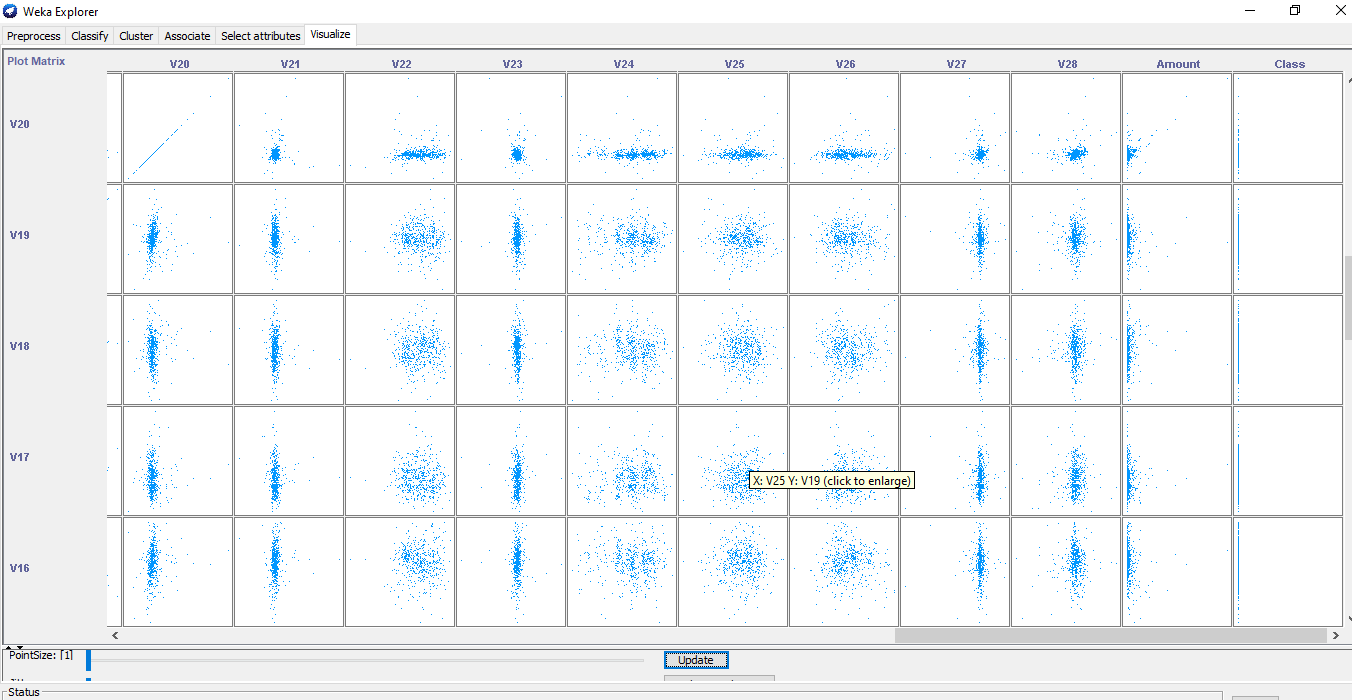 Weka Explorer
Preprocess Classify Cluster Associate Select attributes Visualize
Plot Matrix V20 V21 V22 V23 V24 V25 V26 V27 V28 Amount Class
V20
V19
V18
V17
X: V25 Y: V19 (click to enlarge)
V16
PointSize: [1]
Update
Status